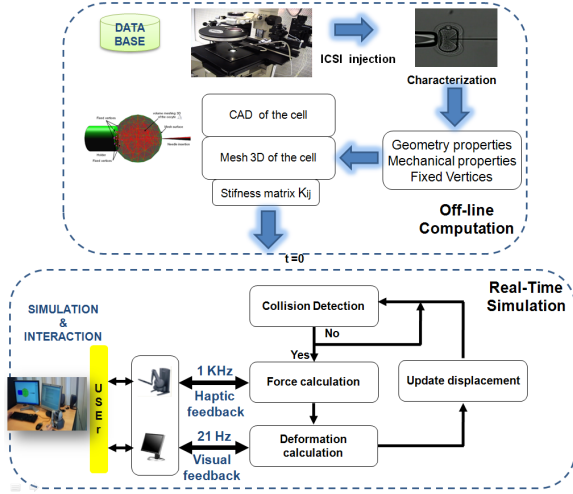 DATA
BASE
ICSI injection
Characterization
CAD of the cell
Mesh 3D of the cell
Stifness matrix Kij
Geometry properties
Mechanical properties
Fixed Vertices
Off-line
Computation
t =0
Real-Time
Simulation
SIMULATION
&
INTERACTION
USEr
Collision Detection
No
Yes
1 KHz
Haptic
feedback
Force calculation
Update displacement
21 Hz
Visual
feedback
Deformation
calculation